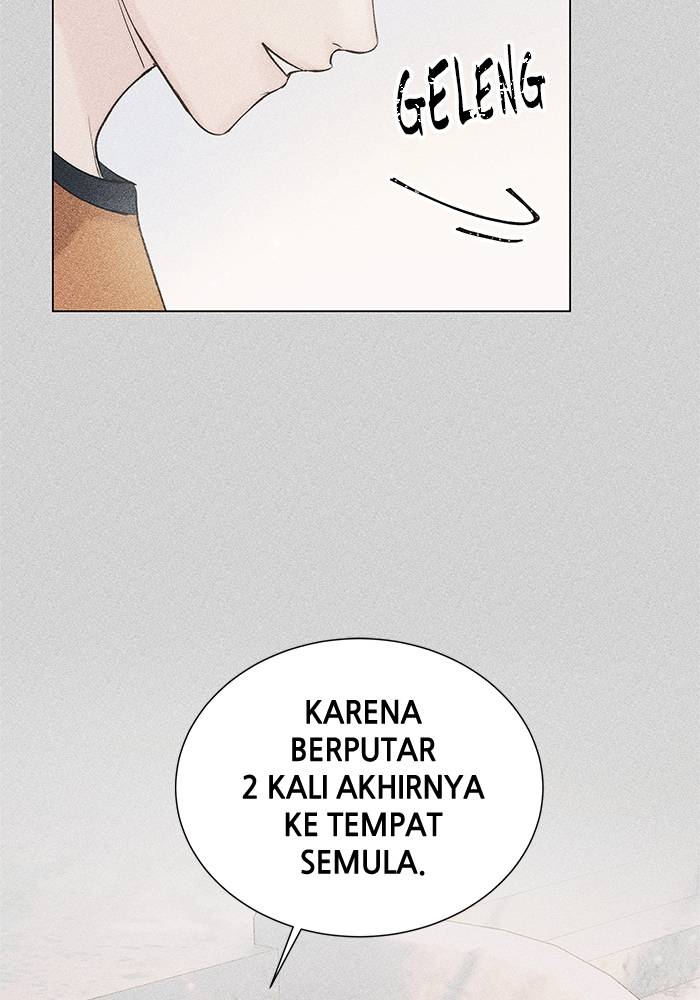 GELENG
KARENA
BERPUTAR
2 KALI AKHIRNYA
KE TEMPAT
SEMULA.